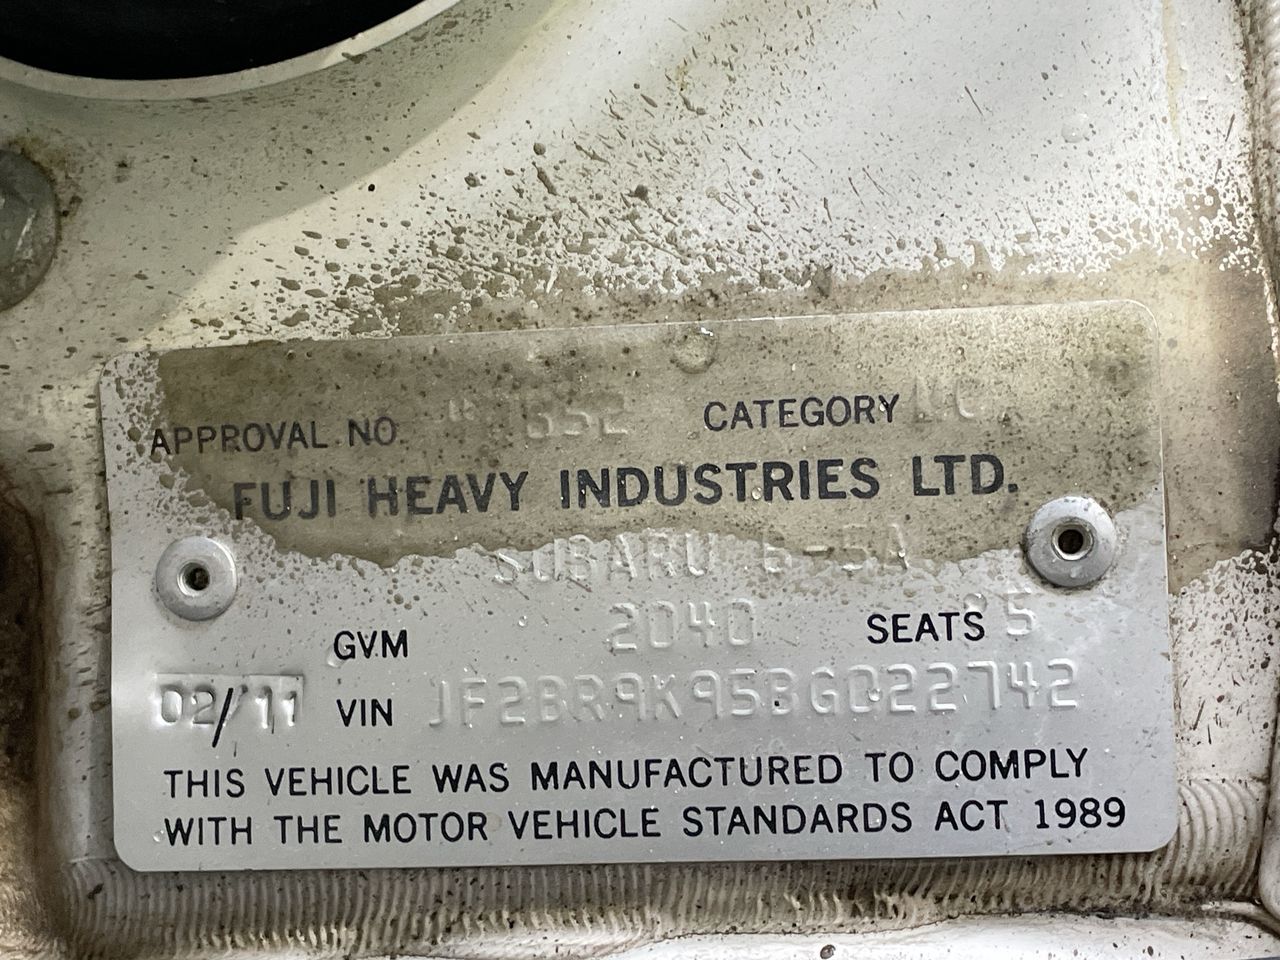 APPROVAL NO. CATEGORY
FUJI HEAVY INDUSTRIES LTD.
SUBARU
GVM 2040 SEATS 5
02/11 VIN JF2BR9K95BG022742
THIS VEHICLE WAS MANUFACTURED TO COMPLY
WITH THE MOTOR VEHICLE STANDARDS ACT 1989